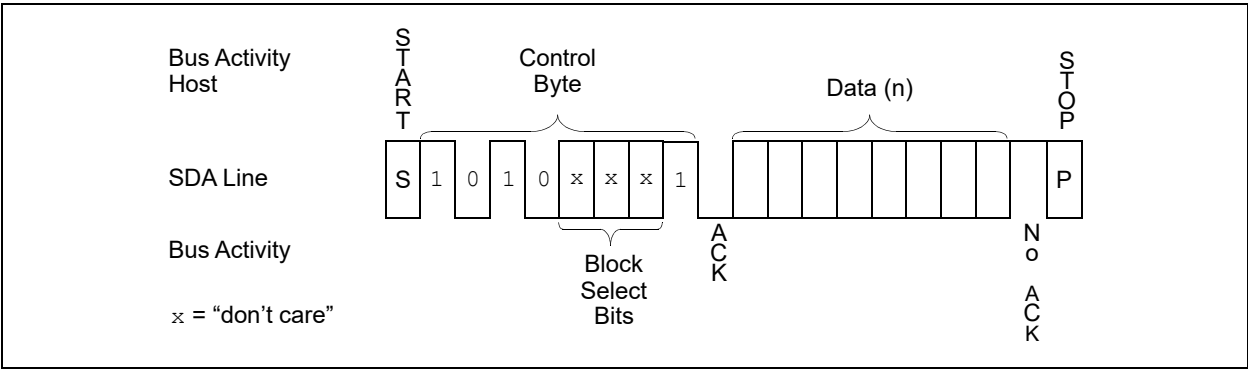 Bus Activity
Host
START
Control
Byte
Data (n)
STOP
SDA Line
S 1 0 1 0 x x x 1 P
Bus Activity
ACK
No ACK
Block
Select
Bits
x = “don’t care”